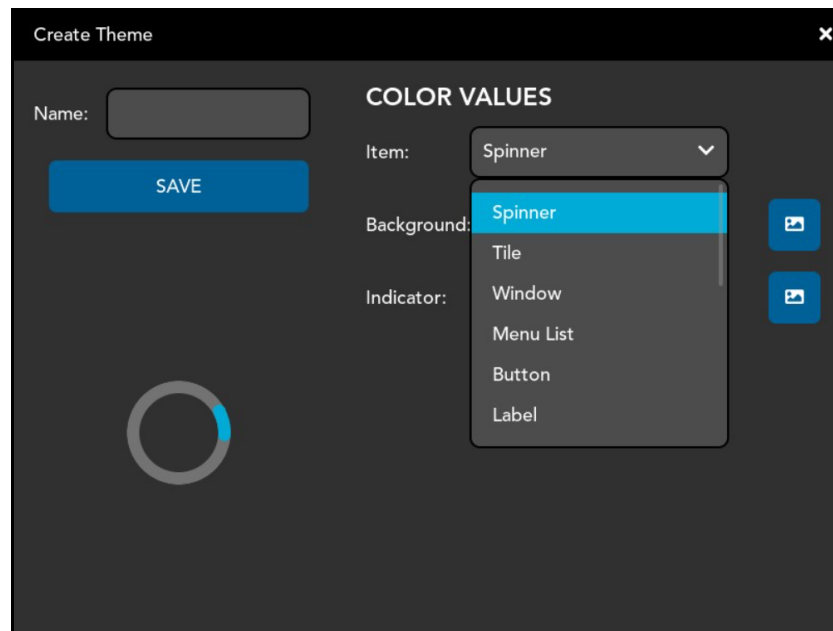 Create Theme
Name:
SAVE
COLOR VALUES
Item:
Spinner
Background:
Indicator:
Spinner
Tile
Window
Menu List
Button
Label